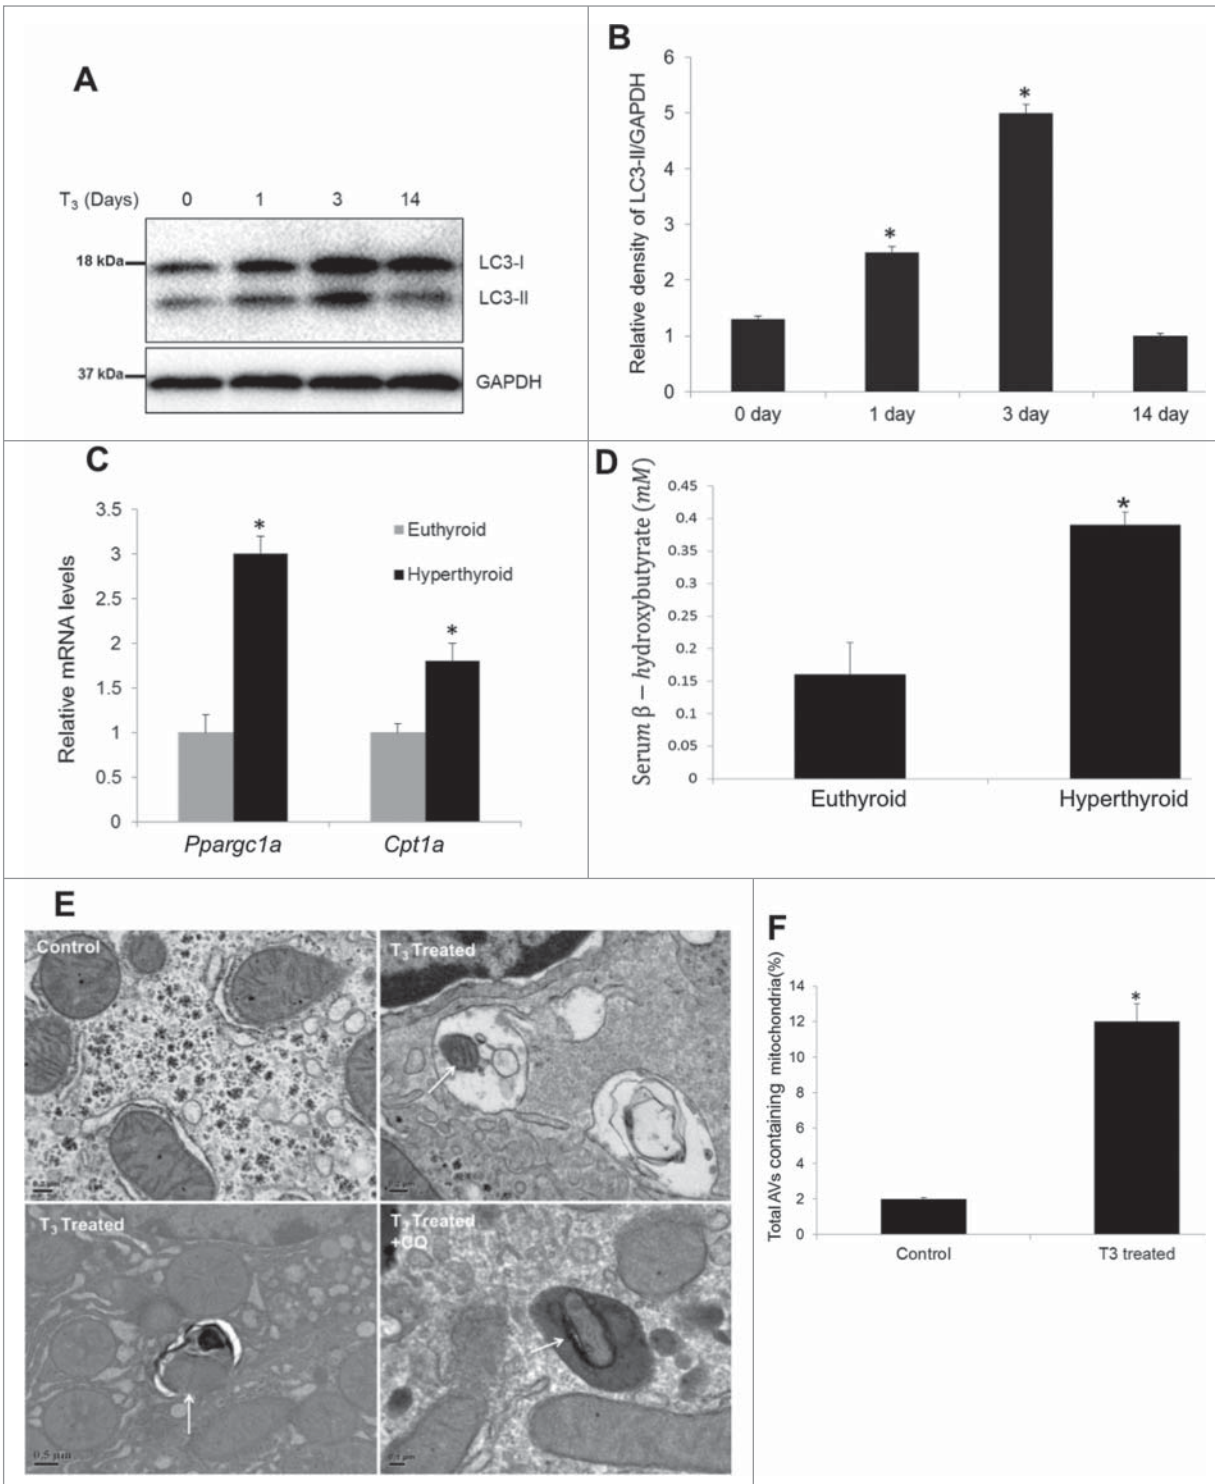 A
T3 (Days) 0 1 3 14
18 kDa
LC3-I
LC3-II
37 kDa
GAPDH
B
Relative density of LC3-II/GAPDH
6
5
4
3
2
1
0
*
*
0 day 1 day 3 day 14 day
C
Relative mRNA levels
3.5
3
2.5
2
1.5
1
0.5
0
*
*
Euthyroid
Hyperthyroid
Ppargc1a Cpt1a
D
Serum β − hydroxybutyrate (mM)
0.45
0.4
0.35
0.3
0.25
0.2
0.15
0.1
0.05
0
*
Euthyroid Hyperthyroid
E
Control
T3 Treated
T3 Treated
0.5 µm
T3 Treated
+CQ
F
Total AVs containing mitochondria(%)
14
12
10
8
6
4
2
0
*
Control T3 treated